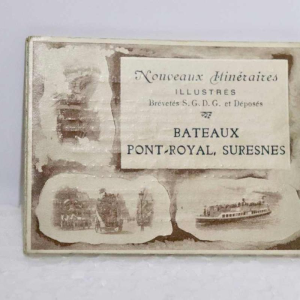 Nouveaux Itinéraires
ILLUSTRÉS
Brevetés S. G. D. G. et Déposés
BATEAUX
PONT-ROYAL, SURESNES